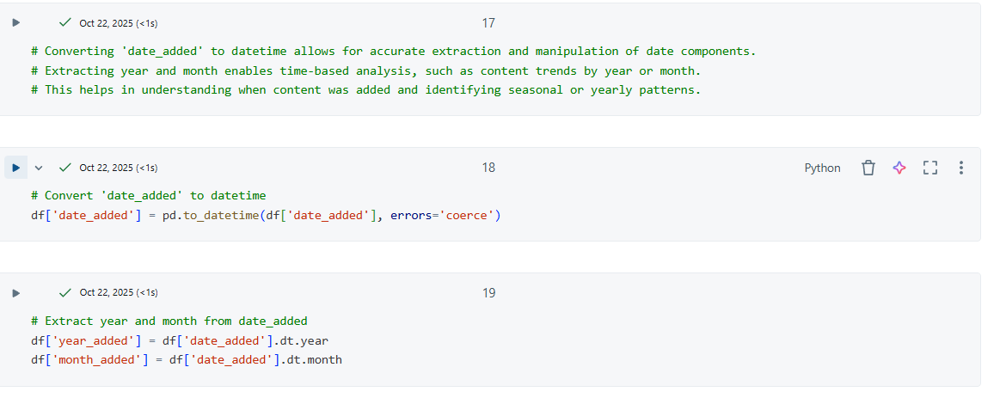 Oct 22, 2025 (<1s)
17
# Converting 'date_added' to datetime allows for accurate extraction and manipulation of date components.
# Extracting year and month enables time-based analysis, such as content trends by year or month.
# This helps in understanding when content was added and identifying seasonal or yearly patterns.
Oct 22, 2025 (<1s)
18
Python
# Convert 'date_added' to datetime
df['date_added'] = pd.to_datetime(df['date_added'], errors='coerce')
Oct 22, 2025 (<1s)
19
# Extract year and month from date_added
df['year_added'] = df['date_added'].dt.year
df['month_added'] = df['date_added'].dt.month